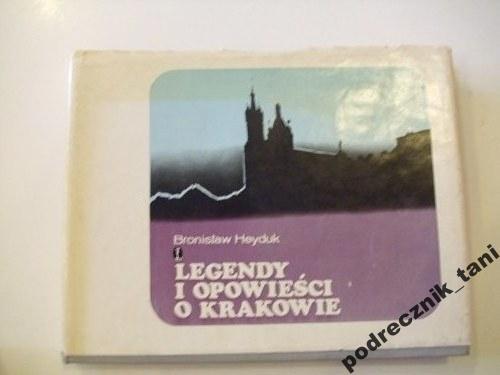 Bronisław Heyduk
LEGENDY
I OPOWIEŚCI
O KRAKOWIE
podrecznik_tani